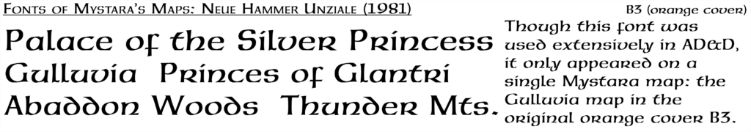 Fonts of Mystara's Maps: Neue Hammer Unziale (1981)
B3 (orange cover)
Palace of the Silver Princess
Gulluvia Princes of Glantri
Abaddon Woods Thunder Mts.
Though this font was
used extensively in AD&D,
it only appeared on a
single Mystara map: the
Gulluvia map in the
original orange cover B3.